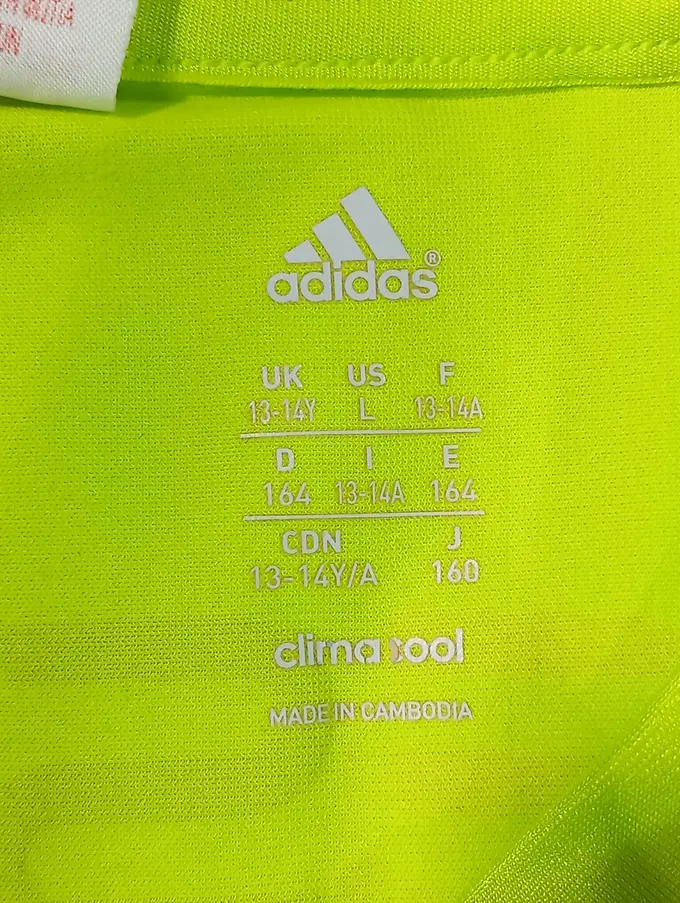 adidas®
UK US F
13-14Y L 13-14A
D I E
164 13-14A 164
CDN J
13-14Y/A 160
climacool
MADE IN CAMBODIA